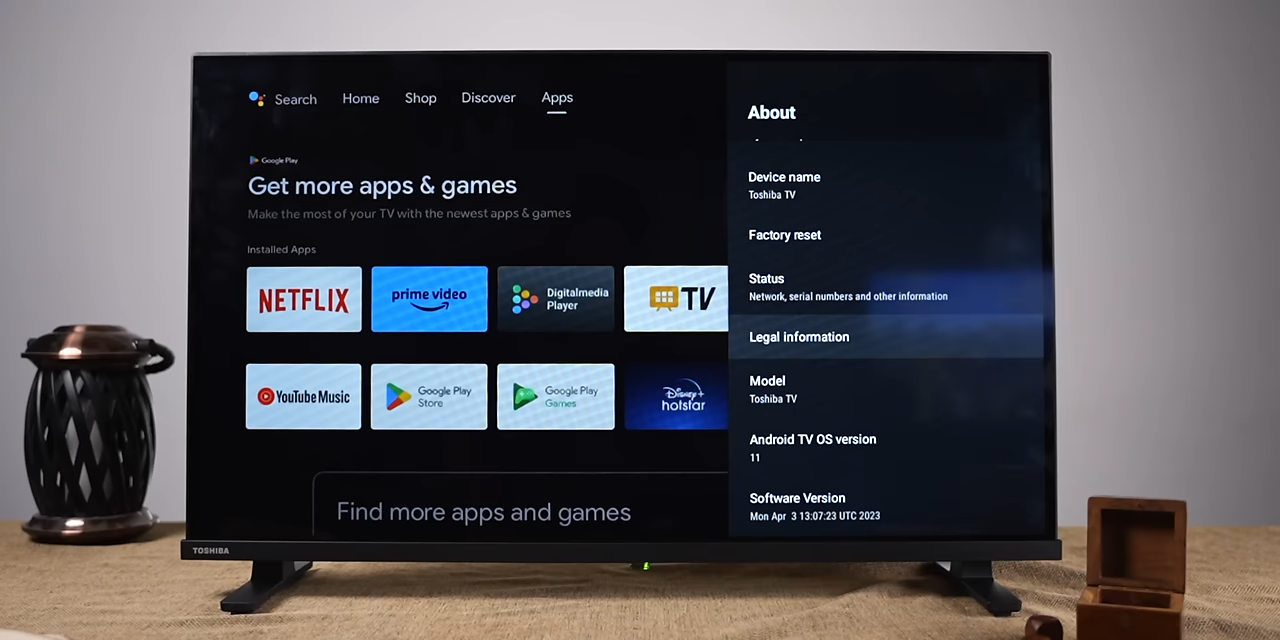 Search Home Shop Discover Apps
Google Play
Get more apps & games
Make the most of your TV with the newest apps & games
Installed Apps
NETFLIX
prime video
Digitalmedia
Player
TV
YouTube Music
Google Play
Store
Google Play
Games
Disney+
hotstar
Find more apps and games
About
Device name
Toshiba TV
Factory reset
Status
Network, serial numbers and other information
Legal information
Model
Toshiba TV
Android TV OS version
11
Software Version
Mon Apr 3 13:07:23 UTC 2023
TOSHIBA